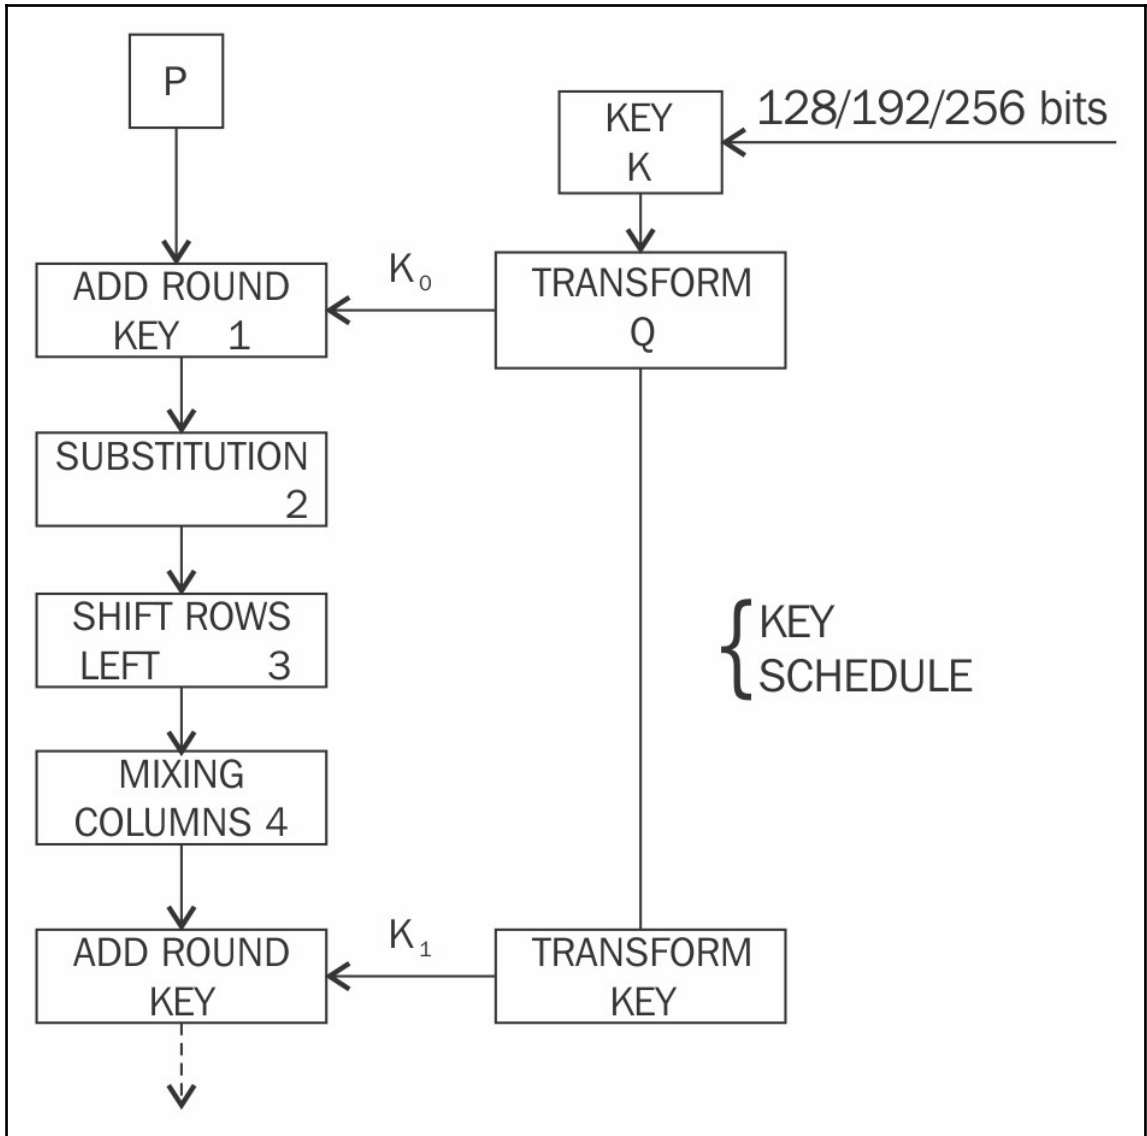 P
KEY
K
128/192/256 bits
ADD ROUND
KEY 1
K₀
TRANSFORM
Q
SUBSTITUTION
2
SHIFT ROWS
LEFT 3
KEY
SCHEDULE
MIXING
COLUMNS 4
ADD ROUND
KEY
K₁
TRANSFORM
KEY